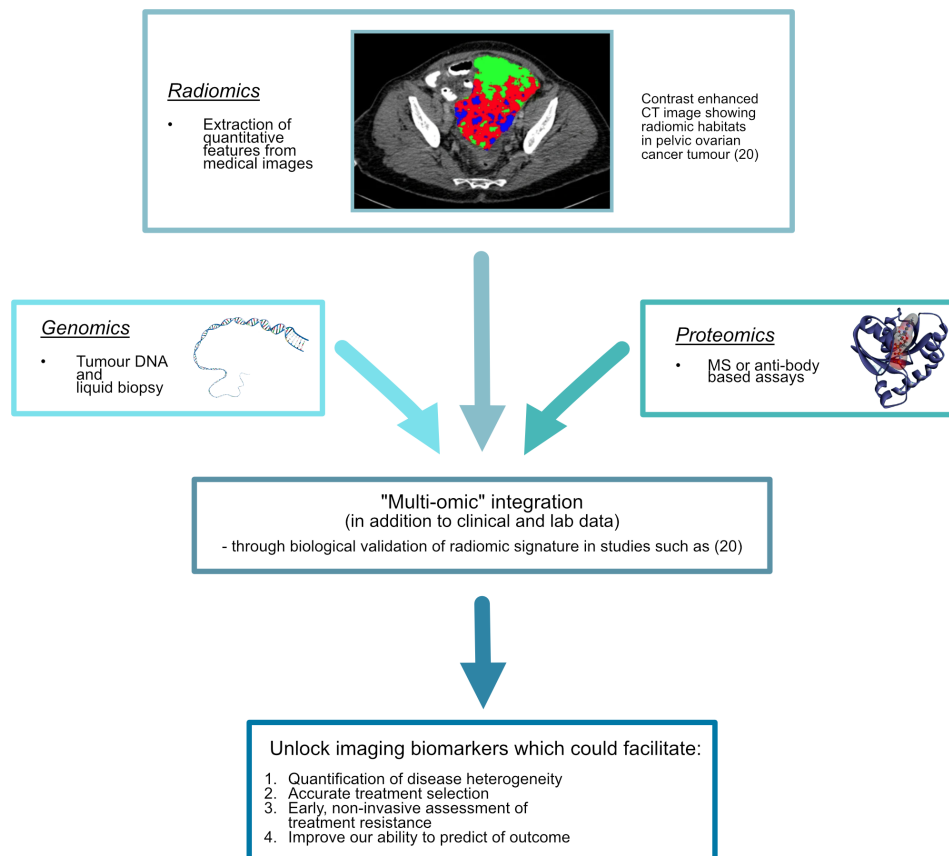 Radiomics
• Extraction of
quantitative
features from
medical images
Contrast enhanced
CT image showing
radiomic habitats
in pelvic ovarian
cancer tumour (20)
Genomics
• Tumour DNA
and
liquid biopsy
Proteomics
• MS or anti-body
based assays
"Multi-omic" integration
(in addition to clinical and lab data)
- through biological validation of radiomic signature in studies such as (20)
Unlock imaging biomarkers which could facilitate:
1. Quantification of disease heterogeneity
2. Accurate treatment selection
3. Early, non-invasive assessment of
treatment resistance
4. Improve our ability to predict of outcome